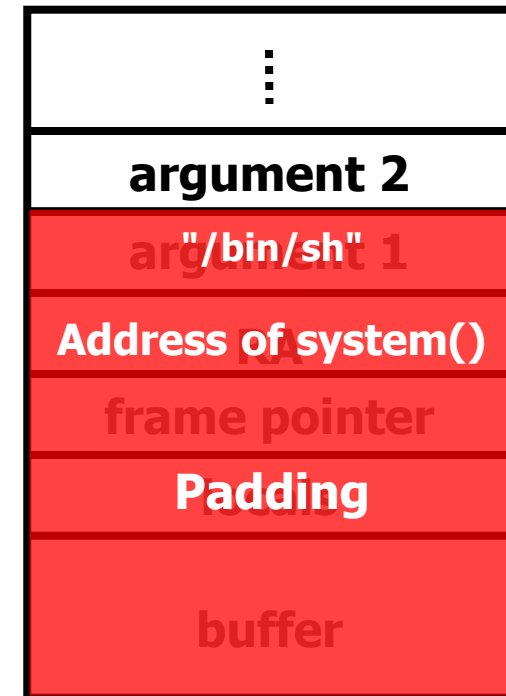 ⋮
argument 2
argument 1
"/bin/sh"
RA
Address of system()
frame pointer
locals
Padding
buffer